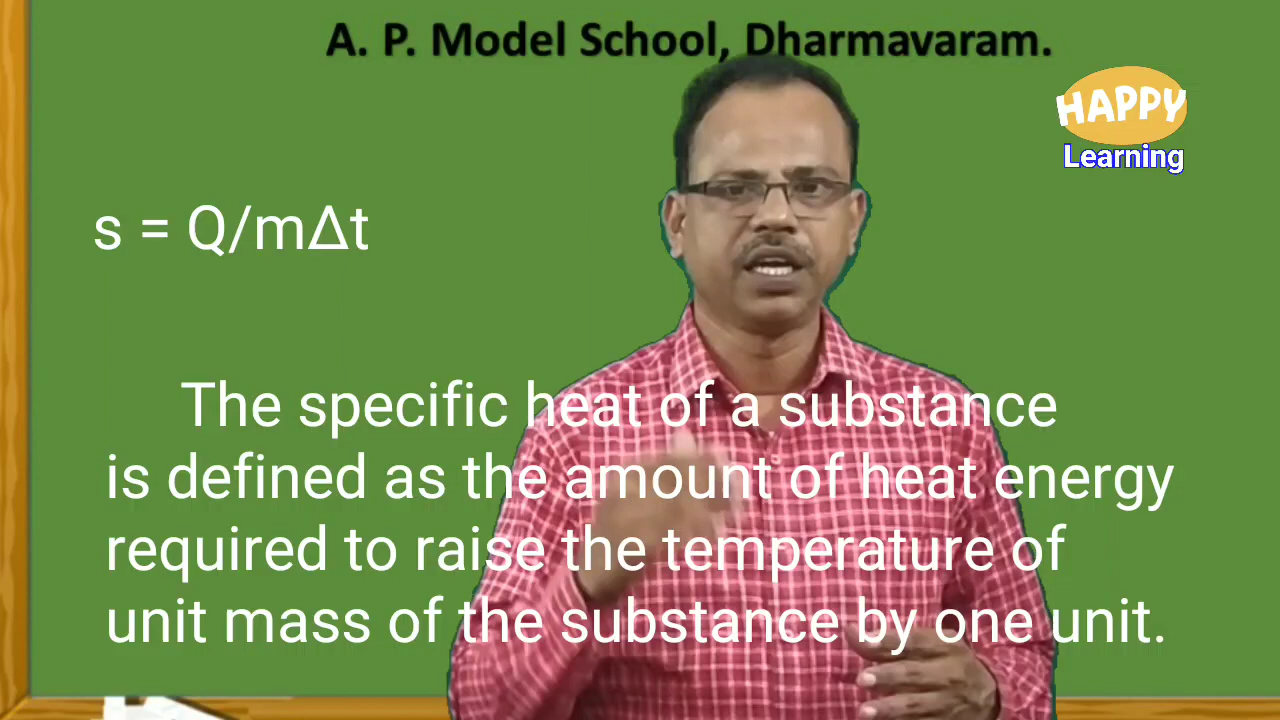 A. P. Model School, Dharmavaram.
HAPPY
Learning
s = Q/mΔt
The specific heat of a substance
is defined as the amount of heat energy
required to raise the temperature of
unit mass of the substance by one unit.